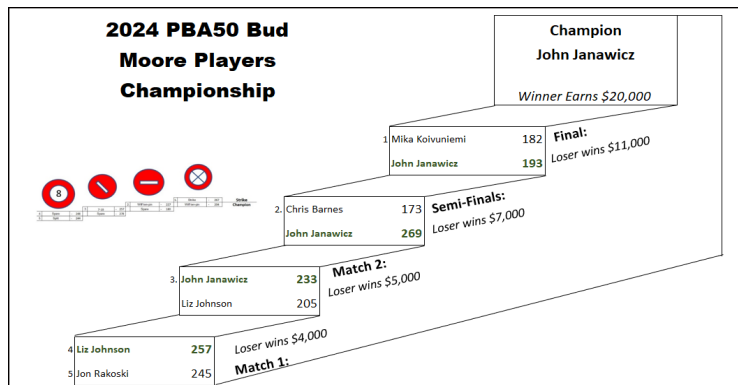 2024 PBA50 Bud
Moore Players
Championship
Champion
John Janawicz
Winner Earns $20,000
1 Mika Koivuniemi 182
John Janawicz 193
Final:
Loser wins $11,000
2. Chris Barnes 173
John Janawicz 269
Semi-Finals:
Loser wins $7,000
3. John Janawicz 233
Liz Johnson 205
Match 2:
Loser wins $5,000
4 Liz Johnson 257
5 Jon Rakoski 245
Loser wins $4,000
Match 1:
8
Strike
Champion